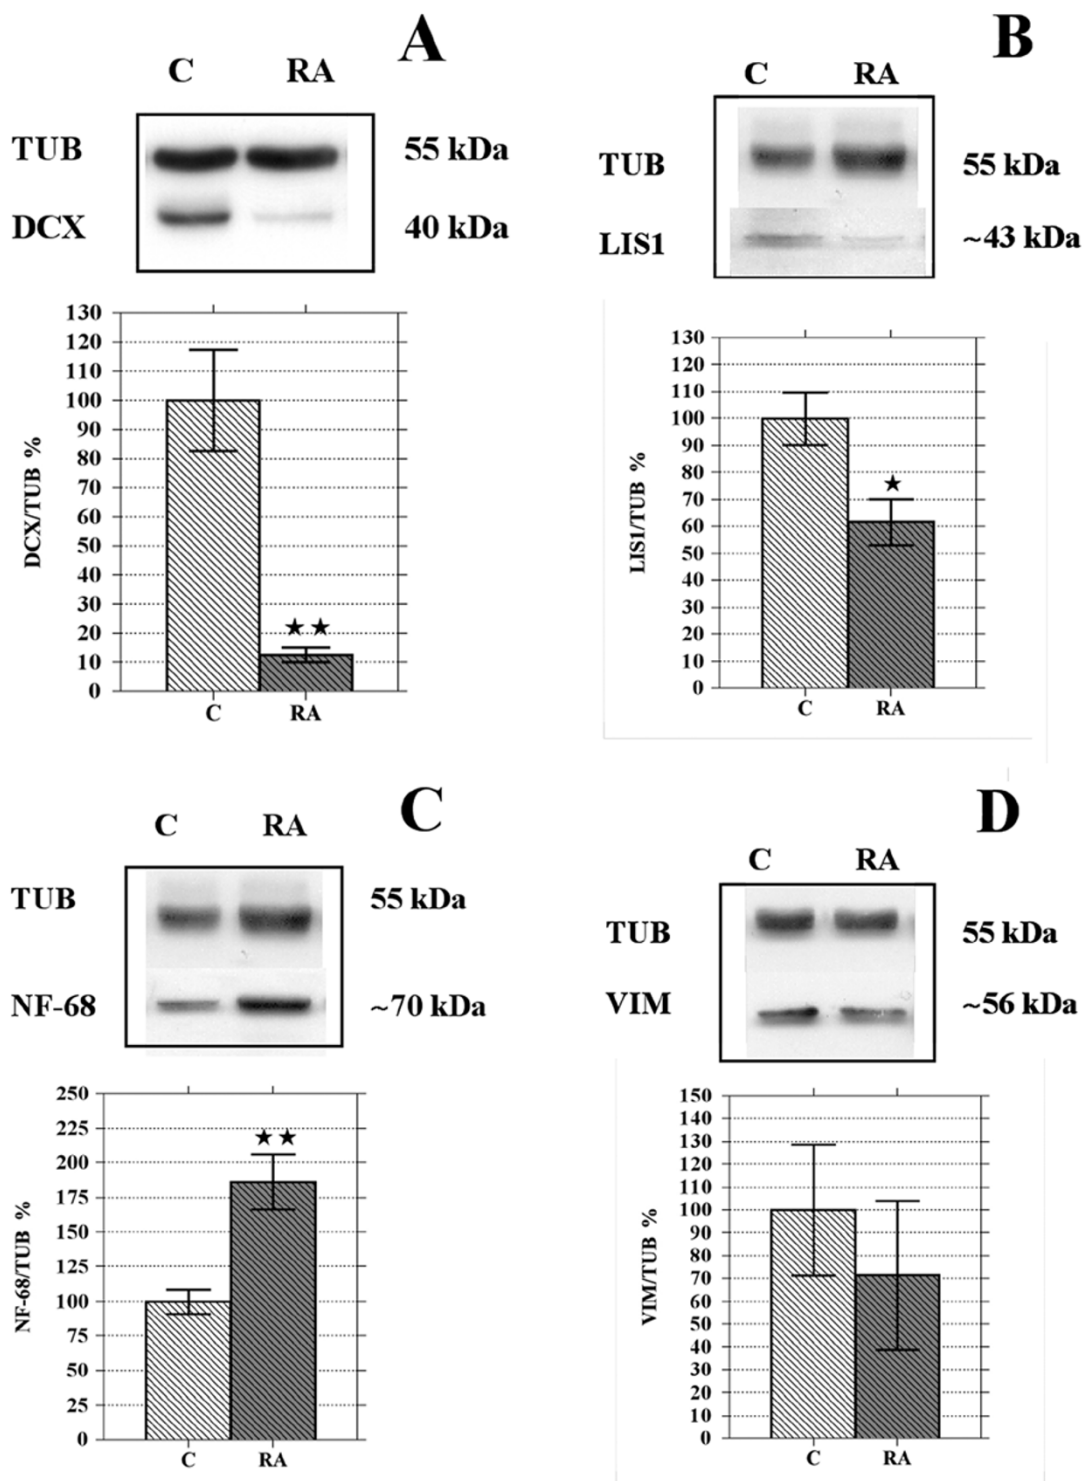 A
C RA
TUB 55 kDa
DCX 40 kDa
130
120
110
100
90
80
70
60
50
40
30
20
10
0
DCX/TUB %
★★
C RA
B
C RA
TUB 55 kDa
LIS1 ~43 kDa
130
120
110
100
90
80
70
60
50
40
30
20
10
0
LIS1/TUB %
★
C RA
C
C RA
TUB 55 kDa
NF-68 ~70 kDa
250
225
200
175
150
125
100
75
50
25
0
NF-68/TUB %
★★
C RA
D
C RA
TUB 55 kDa
VIM ~56 kDa
150
140
130
120
110
100
90
80
70
60
50
40
30
20
10
0
VIM/TUB %
C RA